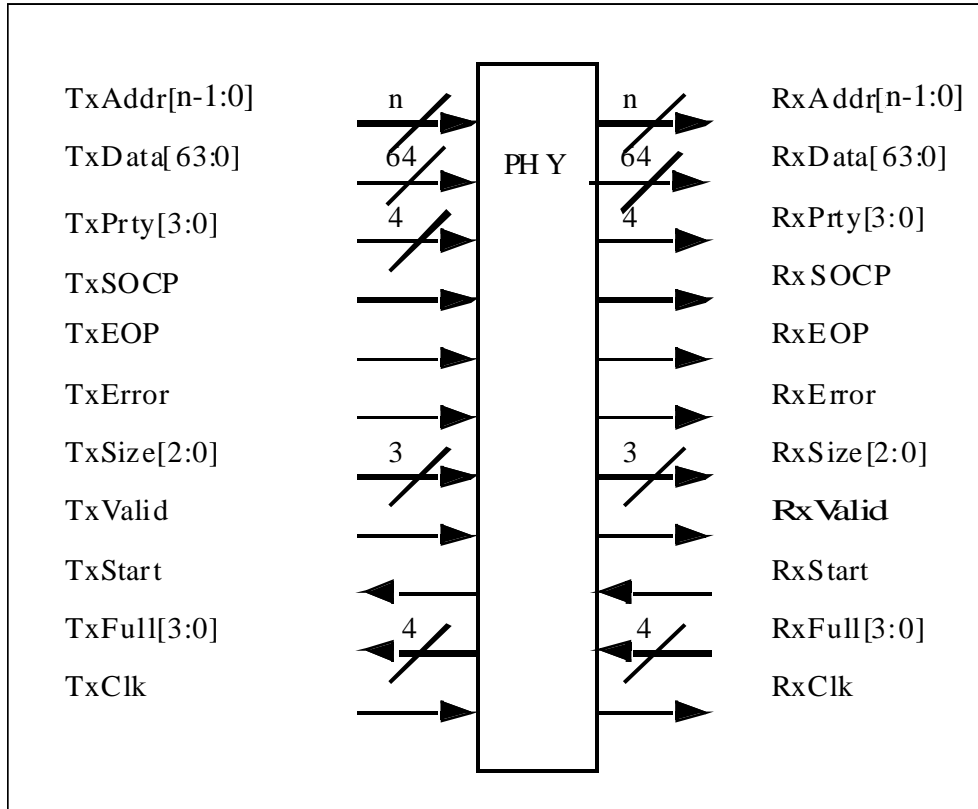 TxAddr[n-1:0] n n RxAddr[n-1:0]
TxData[63:0] 64 PHY 64 RxData[63:0]
TxPrty[3:0] 4 4 RxPrty[3:0]
TxSOCP RxSOCP
TxEOP RxEOP
TxError RxError
TxSize[2:0] 3 3 RxSize[2:0]
TxValid RxValid
TxStart RxStart
TxFull[3:0] 4 4 RxFull[3:0]
TxClk RxClk